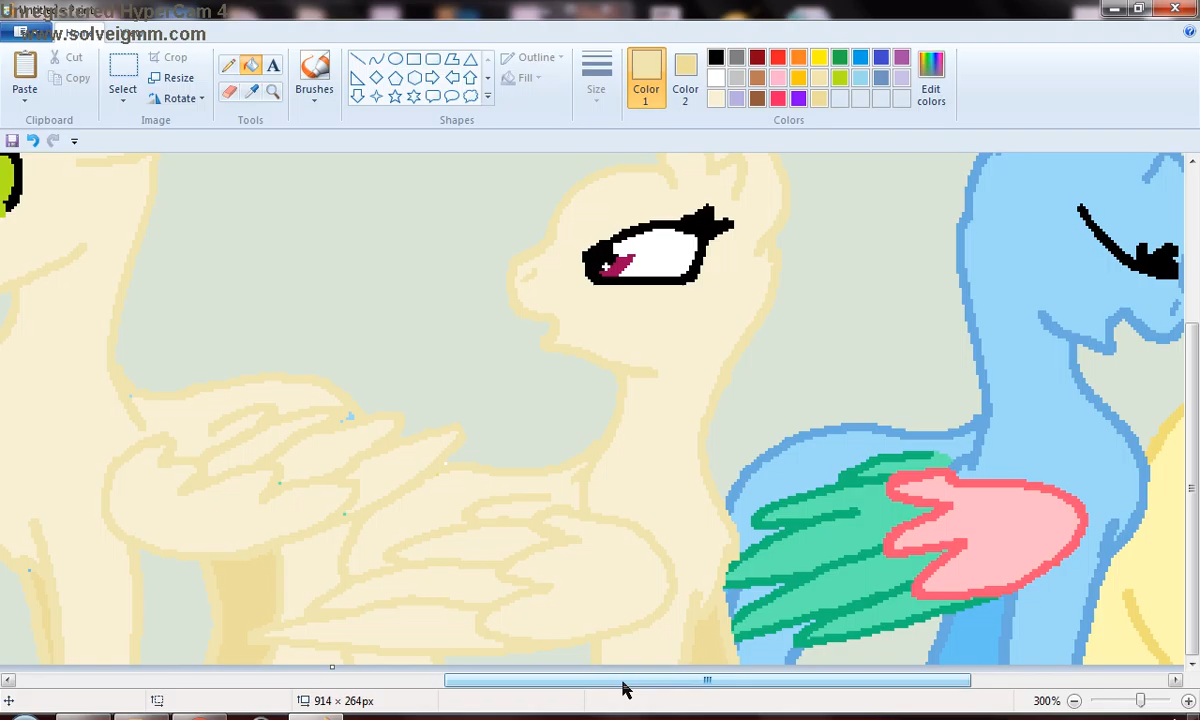 Unregistered HyperCam 4
www.solveigmm.com
Paste
Cut
Copy
Clipboard
Select
Crop
Resize
Rotate
Image
A
Tools
Brushes
Shapes
Outline
Fill
Size
Color 1
Color 2
Edit colors
Colors
914 × 264px
300%